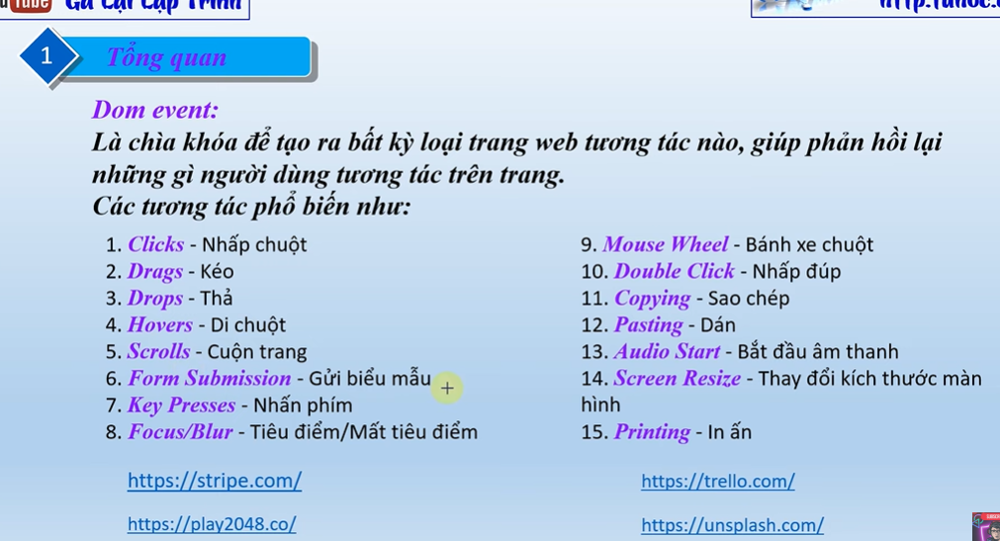 Tube Gà Lại Lập Trình
1 Tổng quan
Dom event:
Là chìa khóa để tạo ra bất kỳ loại trang web tương tác nào, giúp phản hồi lại
những gì người dùng tương tác trên trang.
Các tương tác phổ biến như:
1. Clicks - Nhấp chuột
2. Drags - Kéo
3. Drops - Thả
4. Hovers - Di chuột
5. Scrolls - Cuộn trang
6. Form Submission - Gửi biểu mẫu
7. Key Presses - Nhấn phím
8. Focus/Blur - Tiêu điểm/Mất tiêu điểm
9. Mouse Wheel - Bánh xe chuột
10. Double Click - Nhấp đúp
11. Copying - Sao chép
12. Pasting - Dán
13. Audio Start - Bắt đầu âm thanh
14. Screen Resize - Thay đổi kích thước màn
hình
15. Printing - In ấn
https://stripe.com/
https://trello.com/
https://play2048.co/
https://unsplash.com/